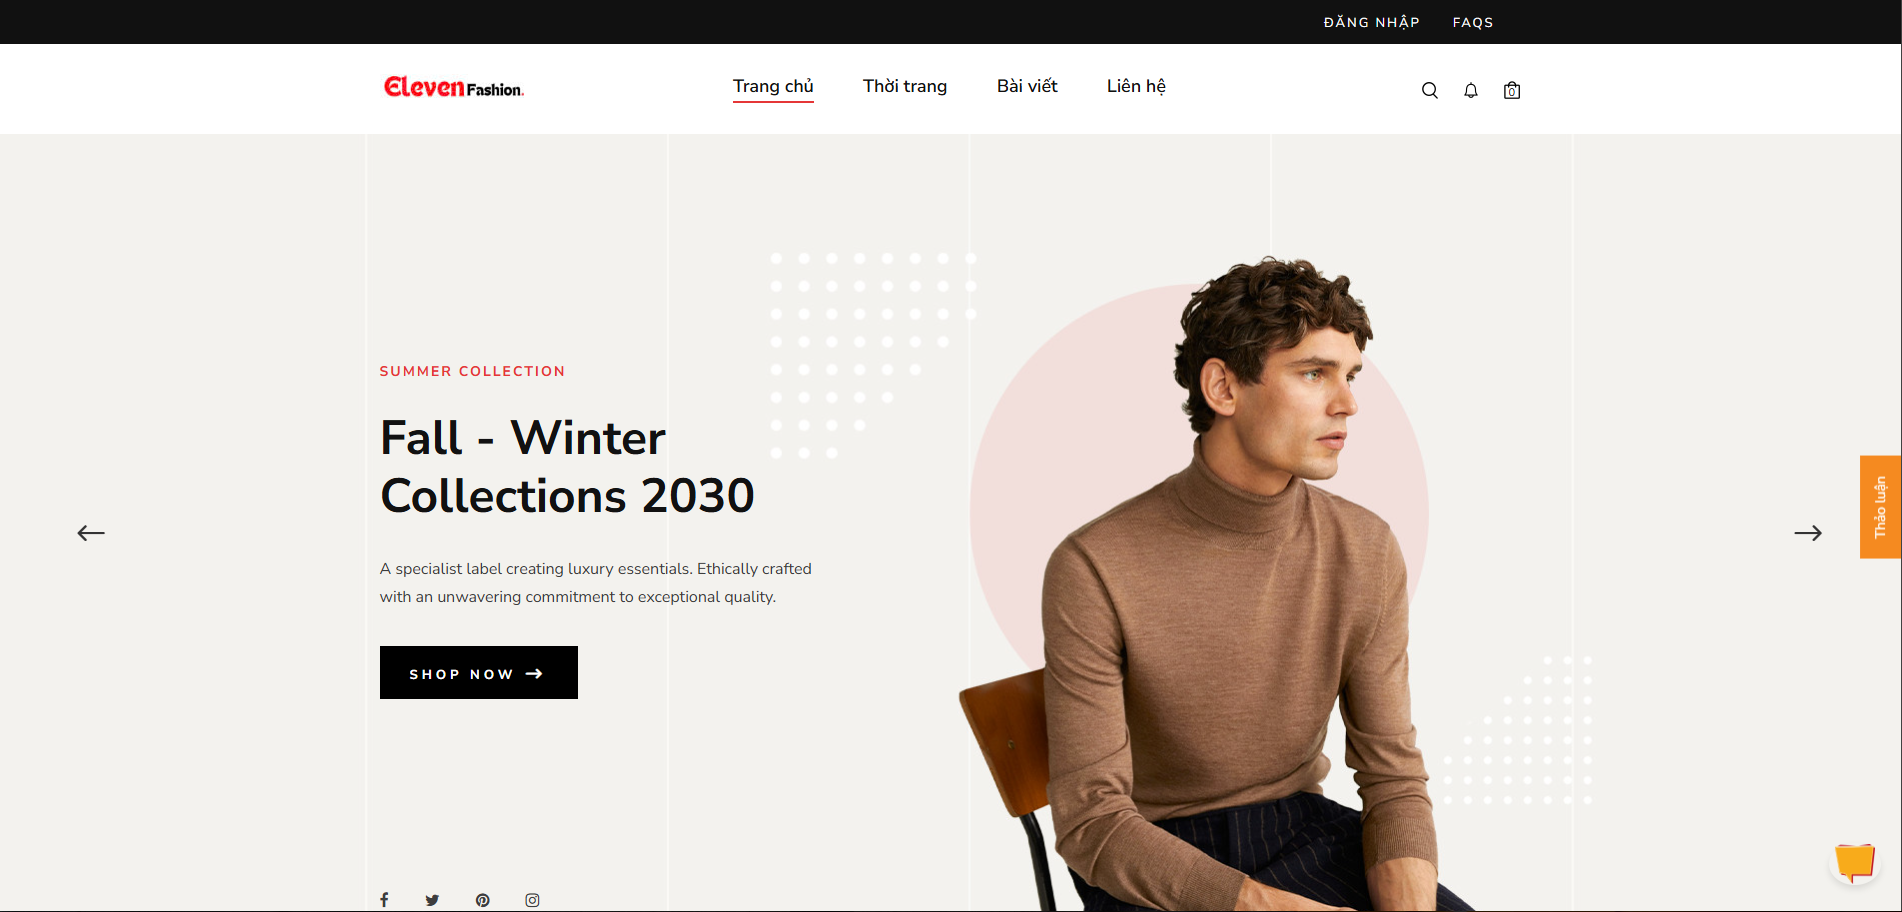 ĐĂNG NHẬP FAQS
Eleven Fashion.
Trang chủ Thời trang Bài viết Liên hệ
0
SUMMER COLLECTION
Fall - Winter
Collections 2030
A specialist label creating luxury essentials. Ethically crafted
with an unwavering commitment to exceptional quality.
SHOP NOW
Thảo luận